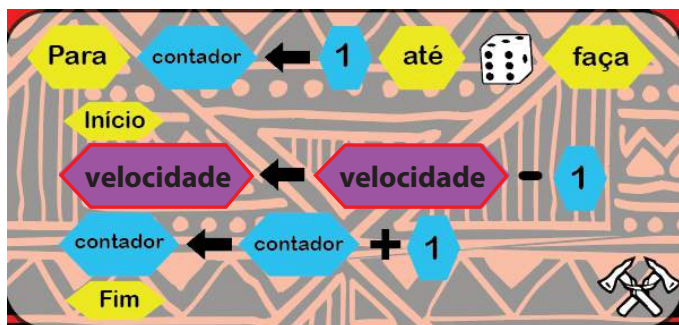 Para contador ← 1 até faça
Início
velocidade ← velocidade - 1
contador ← contador + 1
Fim